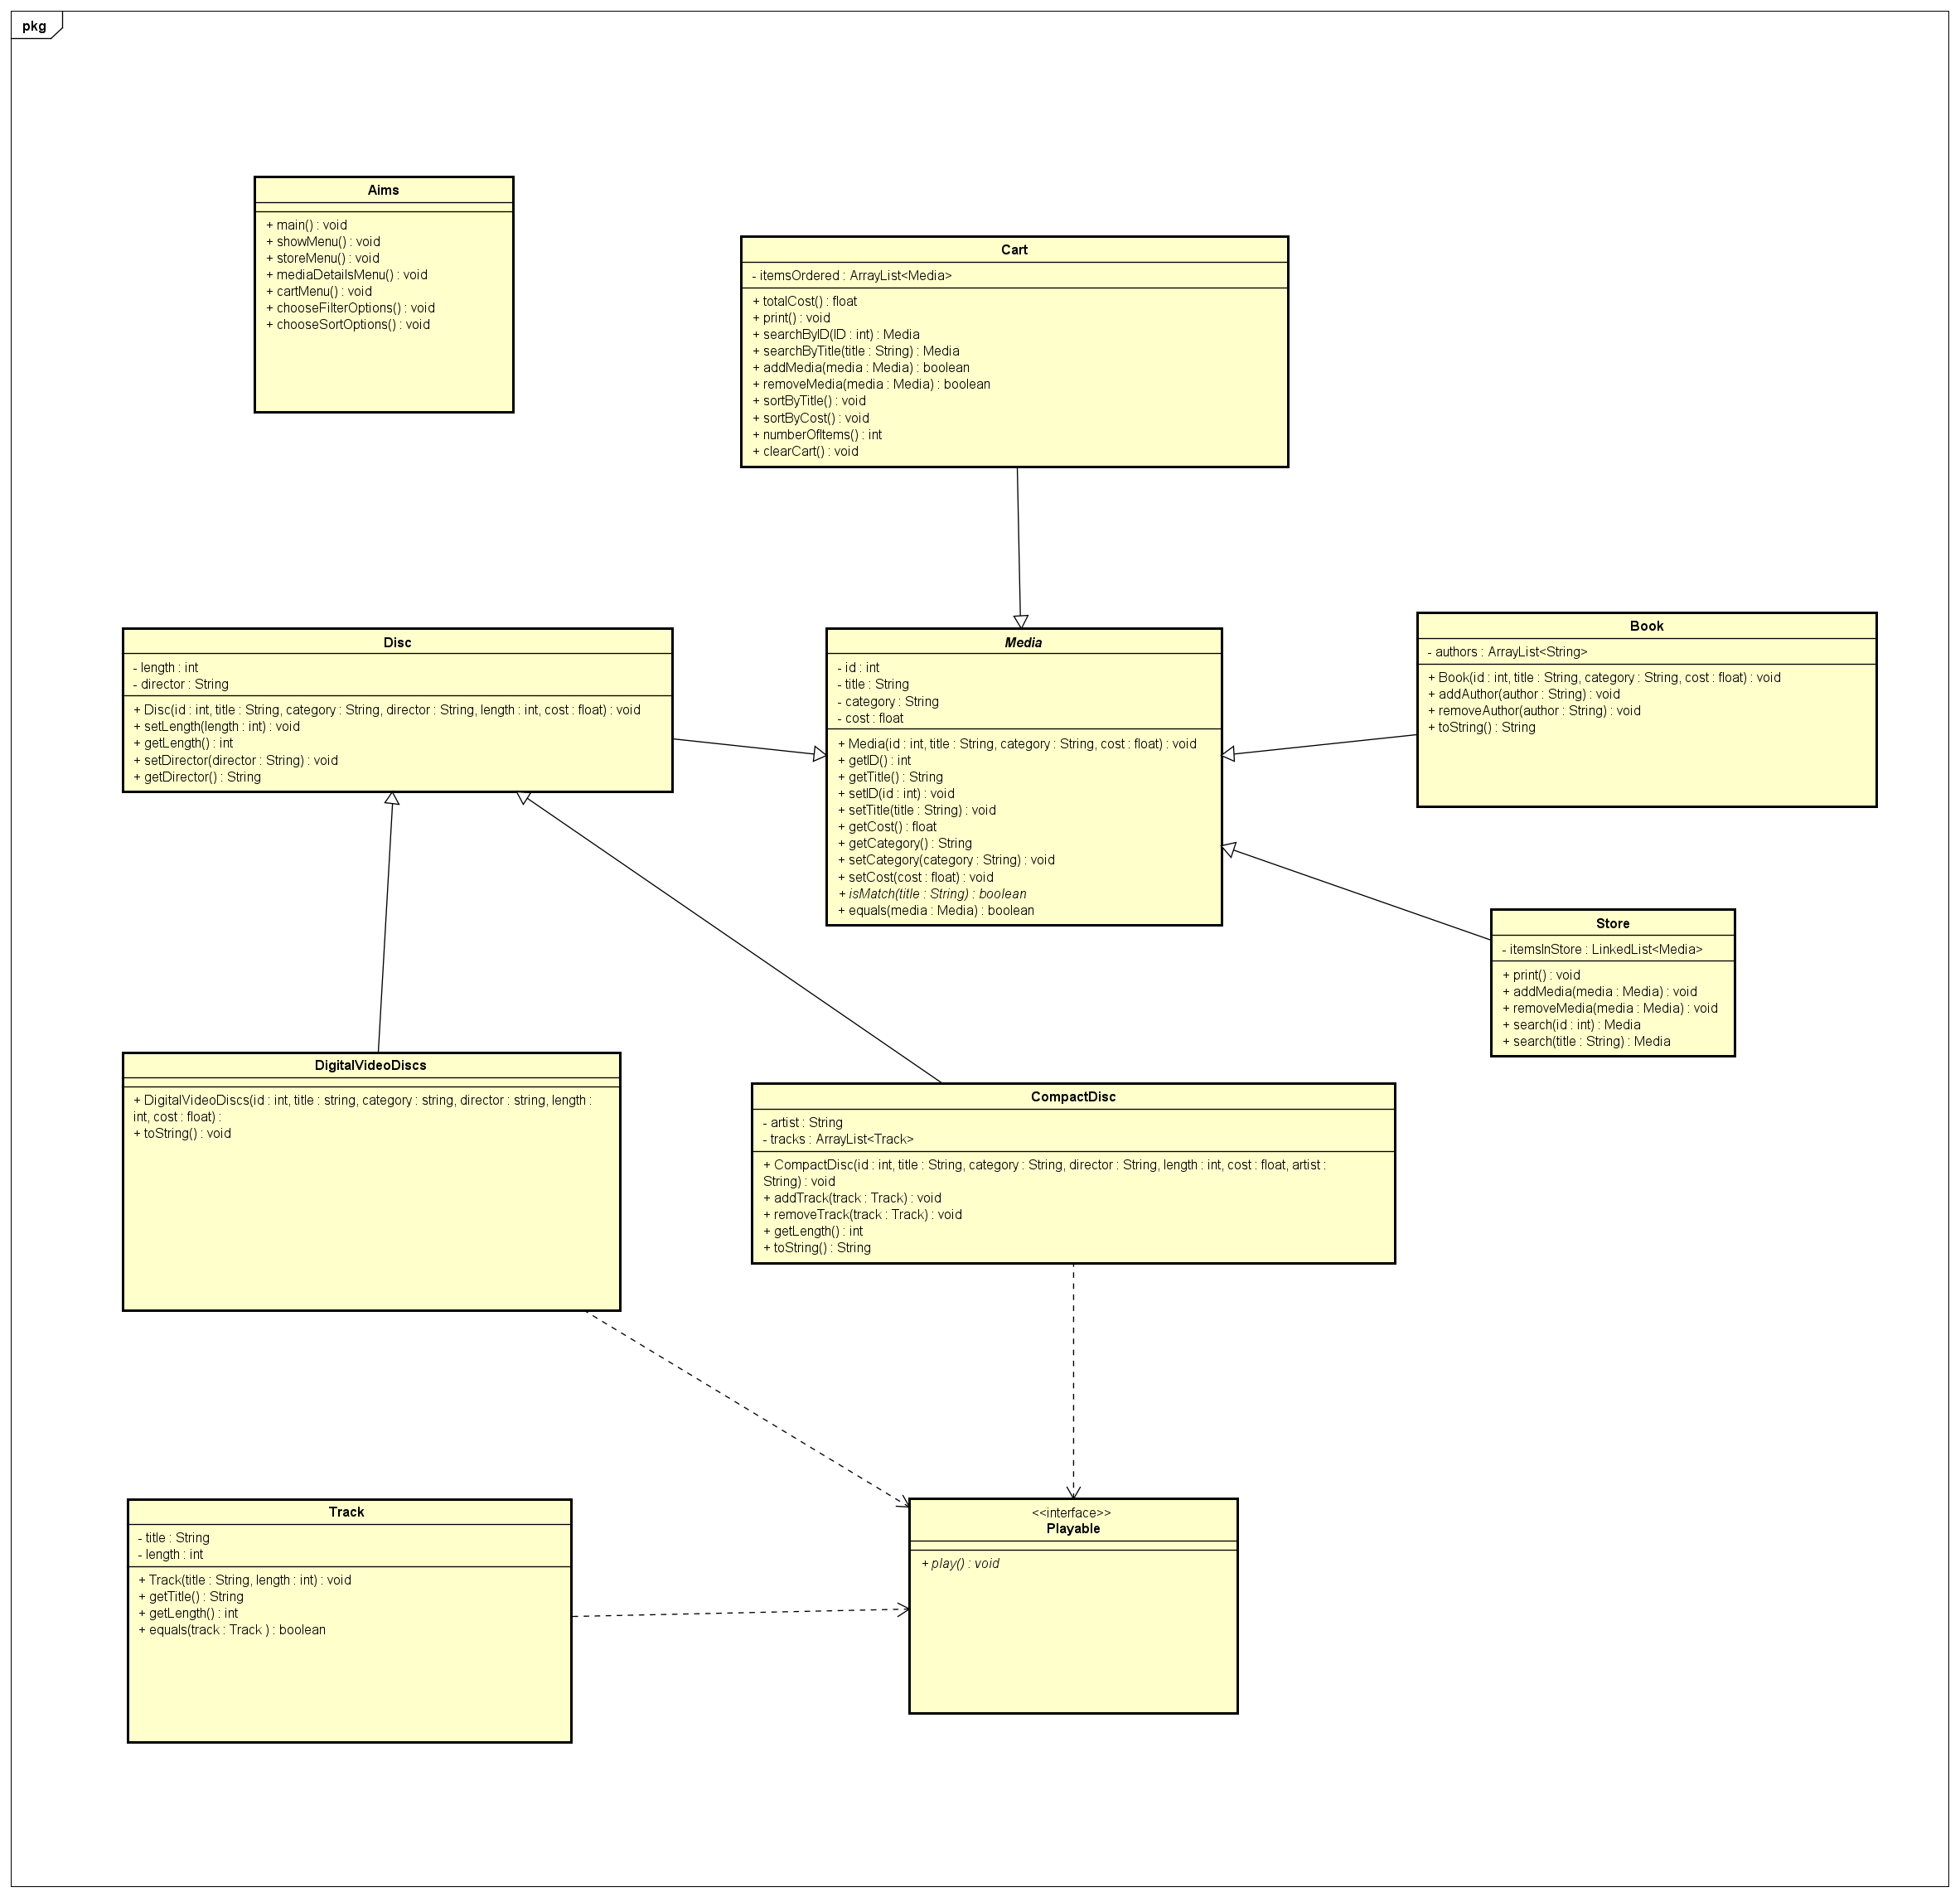 pkg
Aims
+ main() : void
+ showMenu() : void
+ storeMenu() : void
+ mediaDetailsMenu() : void
+ cartMenu() : void
+ chooseFilterOptions() : void
+ chooseSortOptions() : void
Cart
- itemsOrdered : ArrayList<Media>
+ totalCost() : float
+ print() : void
+ searchByID(ID : int) : Media
+ searchByTitle(title : String) : Media
+ addMedia(media : Media) : boolean
+ removeMedia(media : Media) : boolean
+ sortByTitle() : void
+ sortByCost() : void
+ numberOfItems() : int
+ clearCart() : void
Disc
- length : int
- director : String
+ Disc(id : int, title : String, category : String, director : String, length : int, cost : float) : void
+ setLength(length : int) : void
+ getLength() : int
+ setDirector(director : String) : void
+ getDirector() : String
Media
- id : int
- title : String
- category : String
- cost : float
+ Media(id : int, title : String, category : String, cost : float) : void
+ getID() : int
+ getTitle() : String
+ setID(id : int) : void
+ setTitle(title : String) : void
+ getCost() : float
+ getCategory() : String
+ setCategory(category : String) : void
+ setCost(cost : float) : void
+ isMatch(title : String) : boolean
+ equals(media : Media) : boolean
Book
- authors : ArrayList<String>
+ Book(id : int, title : String, category : String, cost : float) : void
+ addAuthor(author : String) : void
+ removeAuthor(author : String) : void
+ toString() : String
Store
- itemsInStore : LinkedList<Media>
+ print() : void
+ addMedia(media : Media) : void
+ removeMedia(media : Media) : void
+ search(id : int) : Media
+ search(title : String) : Media
DigitalVideoDiscs
+ DigitalVideoDiscs(id : int, title : string, category : string, director : string, length :
int, cost : float) :
+ toString() : void
CompactDisc
- artist : String
- tracks : ArrayList<Track>
+ CompactDisc(id : int, title : String, category : String, director : String, length : int, cost : float, artist :
String) : void
+ addTrack(track : Track) : void
+ removeTrack(track : Track) : void
+ getLength() : int
+ toString() : String
Track
- title : String
- length : int
+ Track(title : String, length : int) : void
+ getTitle() : String
+ getLength() : int
+ equals(track : Track ) : boolean
<<interface>>
Playable
+ play() : void